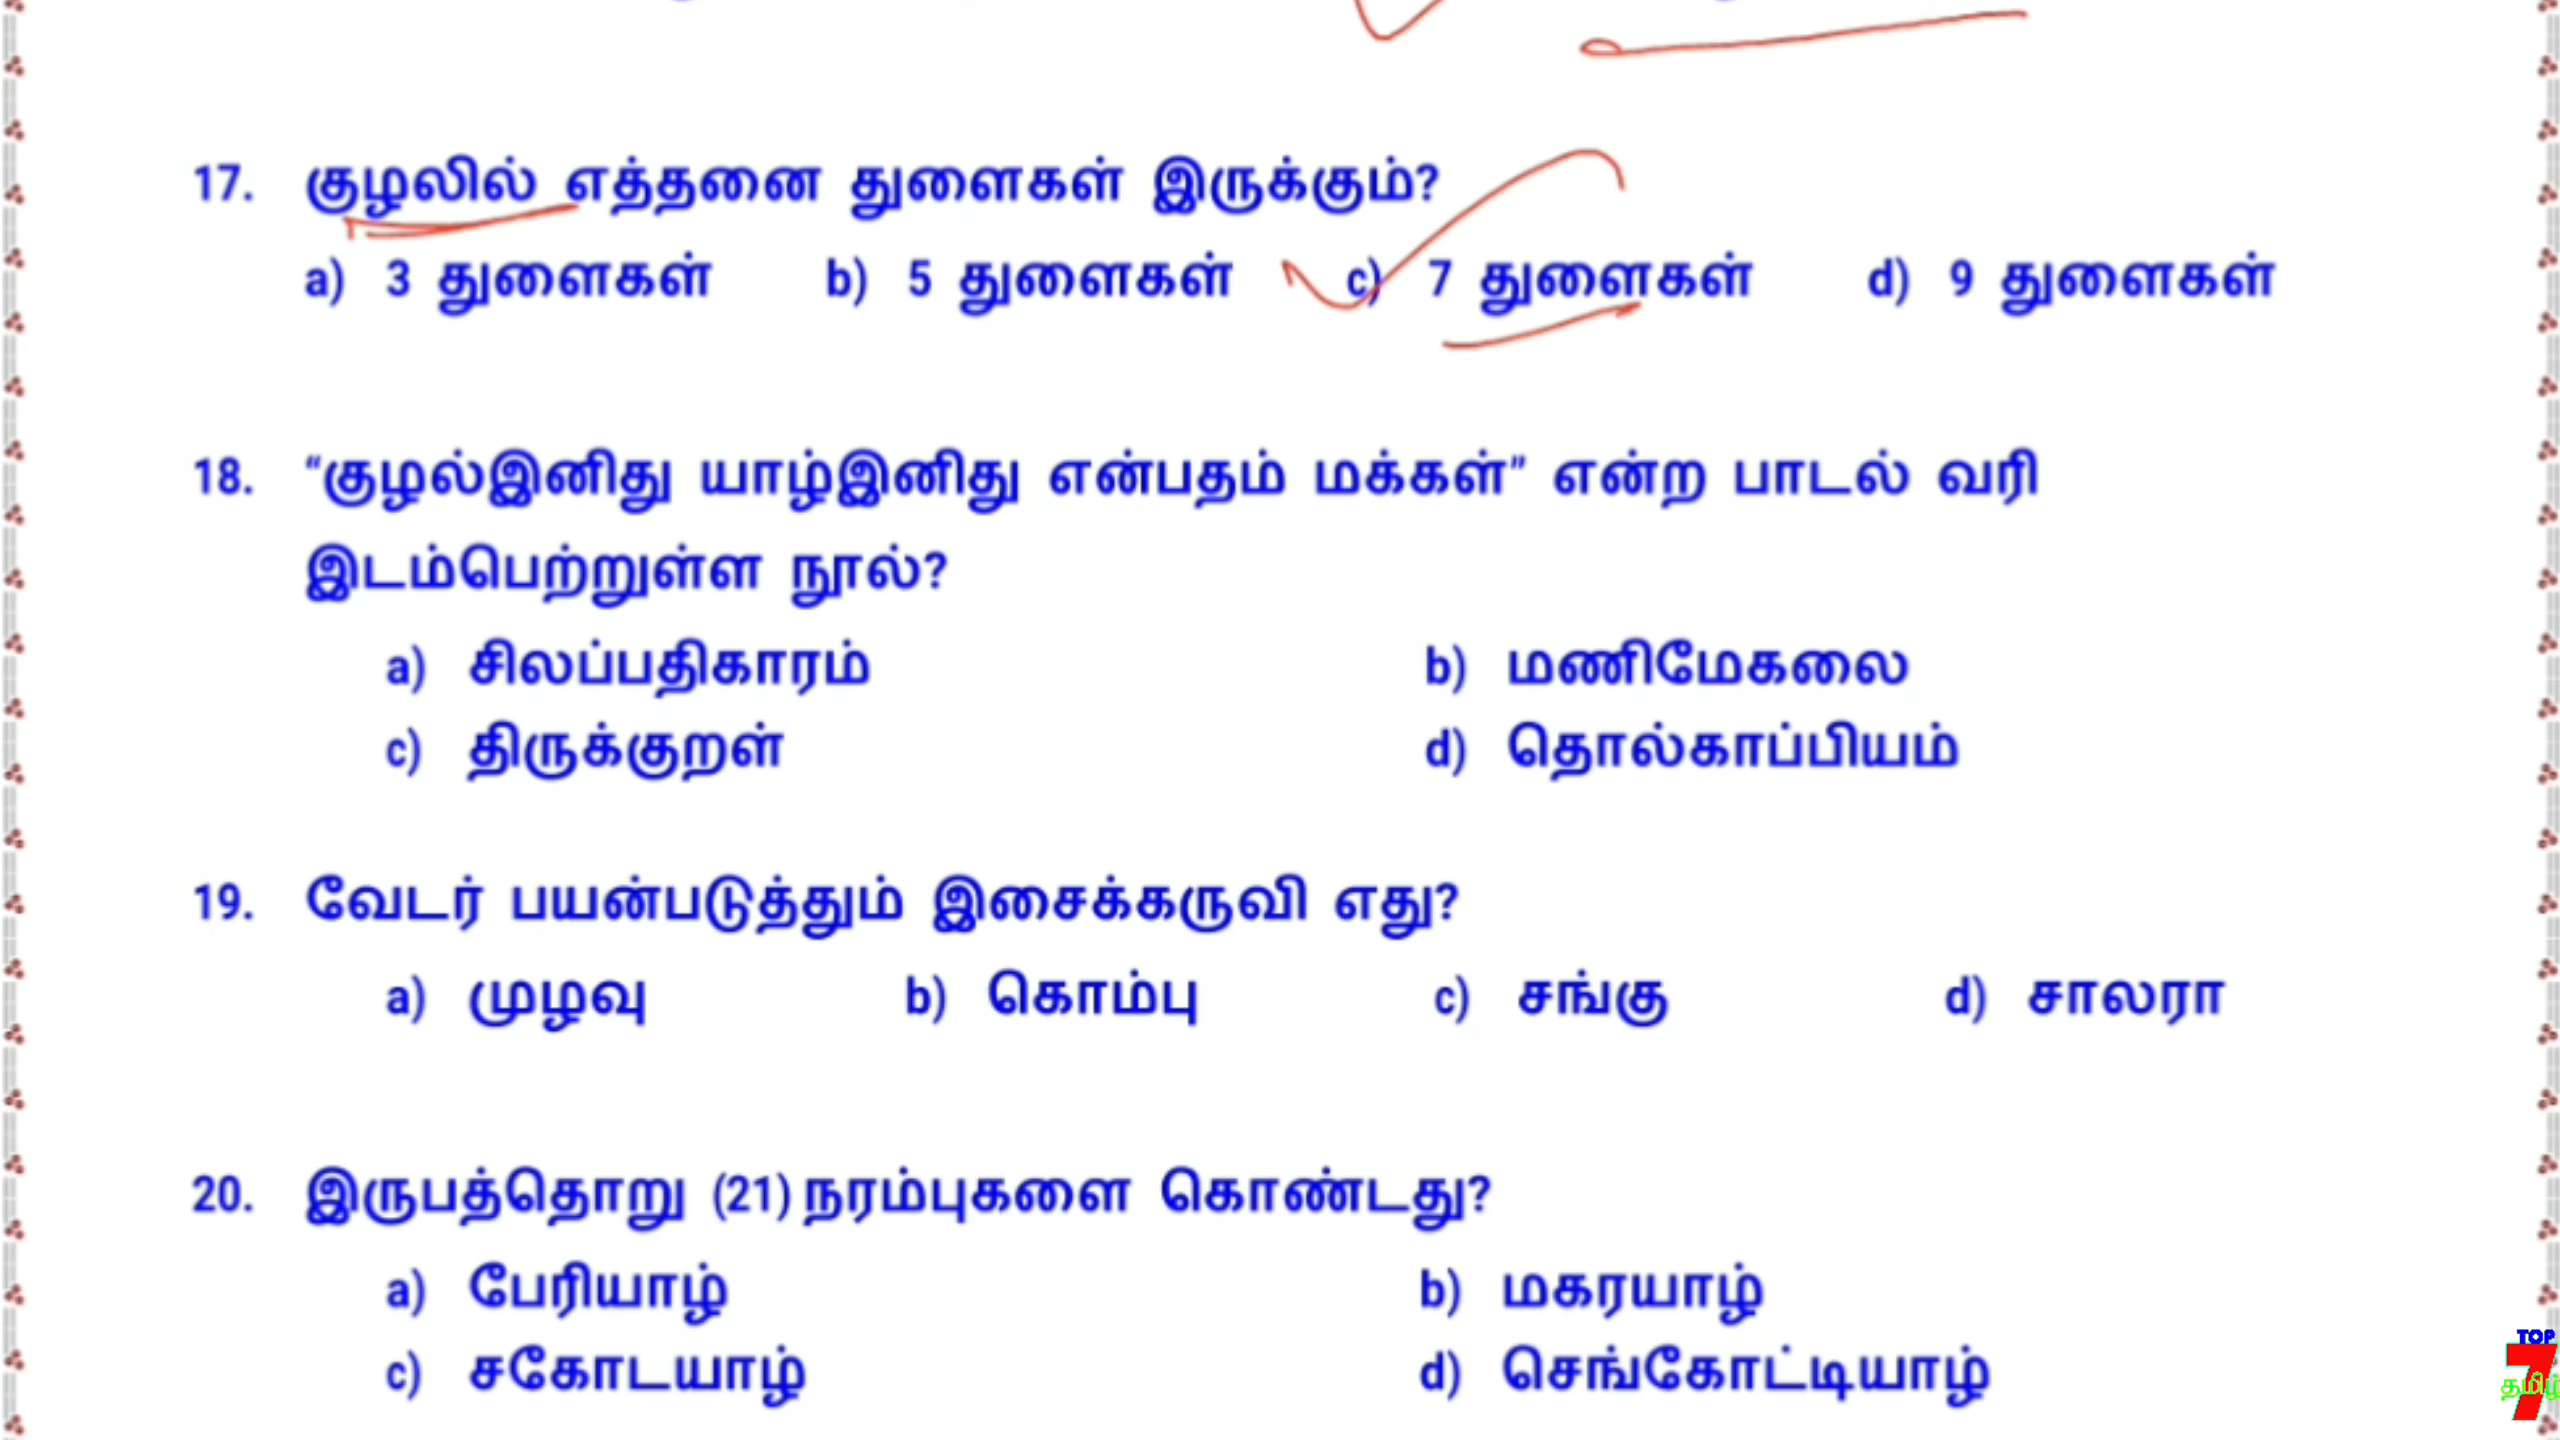 17. குழலில் எத்தனை துளைகள் இருக்கும்?
a) 3 துளைகள் b) 5 துளைகள் c) 7 துளைகள் d) 9 துளைகள்
18. “குழல்இனிது யாழ்இனிது என்பதம் மக்கள்” என்ற பாடல் வரி
இடம்பெற்றுள்ள நூல்?
a) சிலப்பதிகாரம் b) மணிமேகலை
c) திருக்குறள் d) தொல்காப்பியம்
19. வேடர் பயன்படுத்தும் இசைக்கருவி எது?
a) முழவு b) கொம்பு c) சங்கு d) சாலரா
20. இருபத்தொறு (21) நரம்புகளை கொண்டது?
a) பேரியாழ் b) மகரயாழ்
c) சகோடயாழ் d) செங்கோட்டியாழ்
TOP
7
தமிழ்